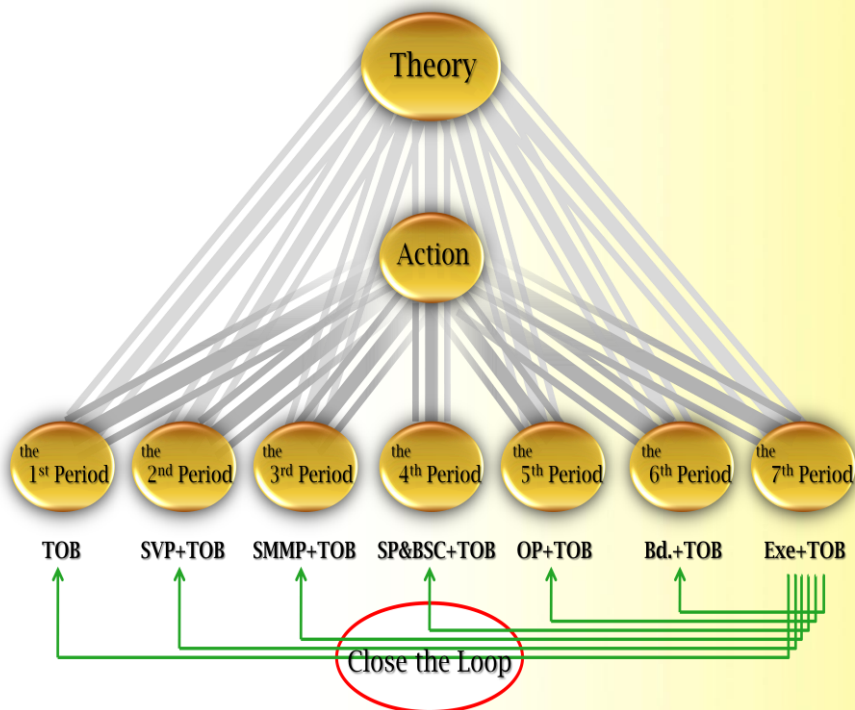 Theory
Action
the
1st Period
the
2nd Period
the
3rd Period
the
4th Period
the
5th Period
the
6th Period
the
7th Period
TOB
SVP+TOB
SMMP+TOB
SP&BSC+TOB
OP+TOB
Bd.+TOB
Exe+TOB
Close the Loop